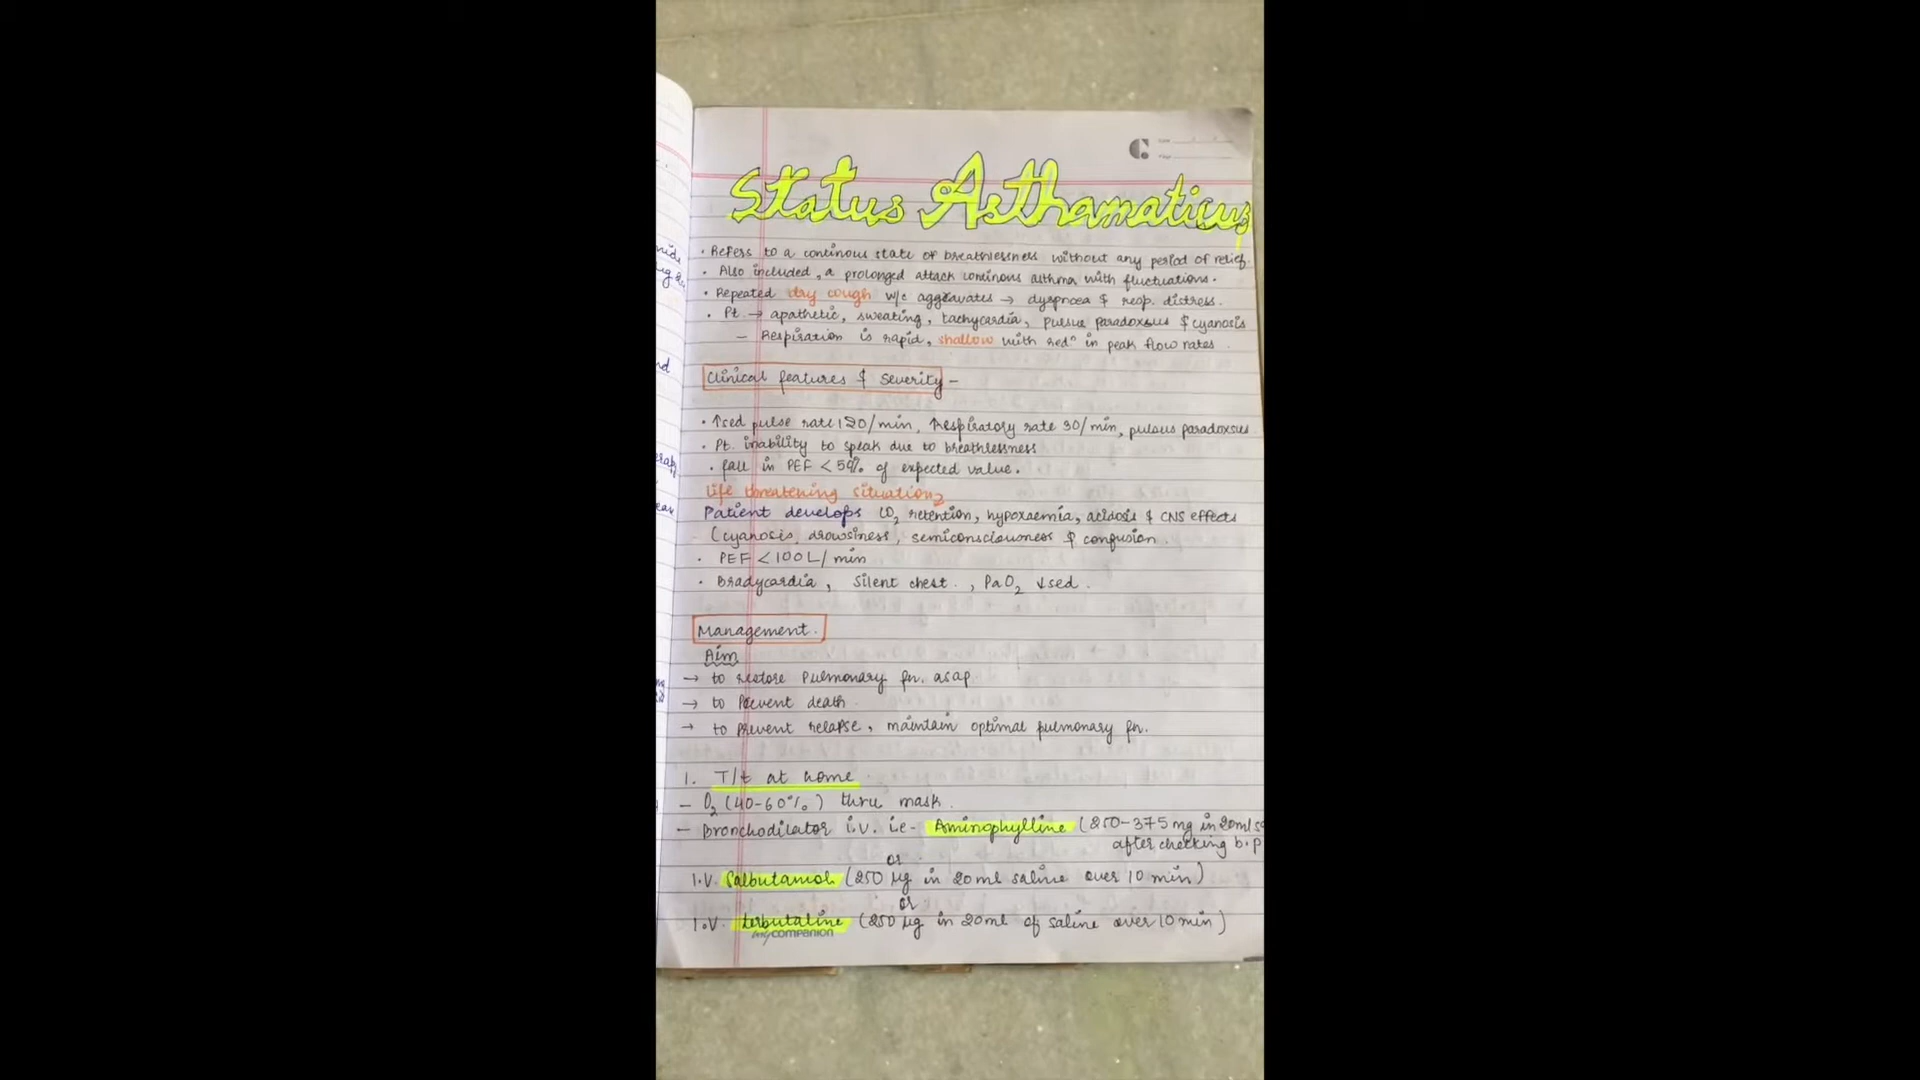 Status Asthamaticus
• Refers to a continous state of breathlessness without any period of relief.
• Also included, a prolonged attack continous asthma with fluctuations.
• Repeated dry cough w/c aggravates → dyspnoea & resp. distress.
• Pt. → apathetic, sweating, tachycardia, pulsus paradoxsus & cyanosis
– Respiration is rapid, shallow with redⁿ in peak flow rates.
Clinical features & Severity –
• ↑sed pulse rate 120/min, ↑respiratory rate 30/min, pulsus paradoxsus
• Pt. inability to speak due to breathlessness
• fall in PEF < 50% of expected value.
Life threatening situations
Patient develops CO₂ retention, hypoxaemia, acidosis & CNS effects
(cyanosis, drowsiness, semiconsciousness & confusion.
• PEF < 100 L/min
• Bradycardia, silent chest, PaO₂ ↓sed.
Management.
Aim
→ to restore pulmonary fn. asap
→ to prevent death.
→ to prevent relapse, maintain optimal pulmonary fn.
1. T/t at home
– O₂ (40-60%) thru mask.
– Bronchodilator i.v. i.e- Aminophylline (250-375 mg in 20ml
after checking b.p
or
I.V. Salbutamol (250 µg in 20 ml saline over 10 min)
or
I.V. terbutaline (250 µg in 20ml of saline over 10 min)
mycompanion